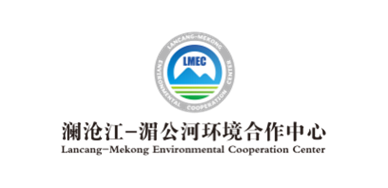 LANCANG-MEKONG
ENVIRONMENTAL COOPERATION CENTER
LMEC
澜沧江-湄公河环境合作中心
Lancang-Mekong Environmental Cooperation Center